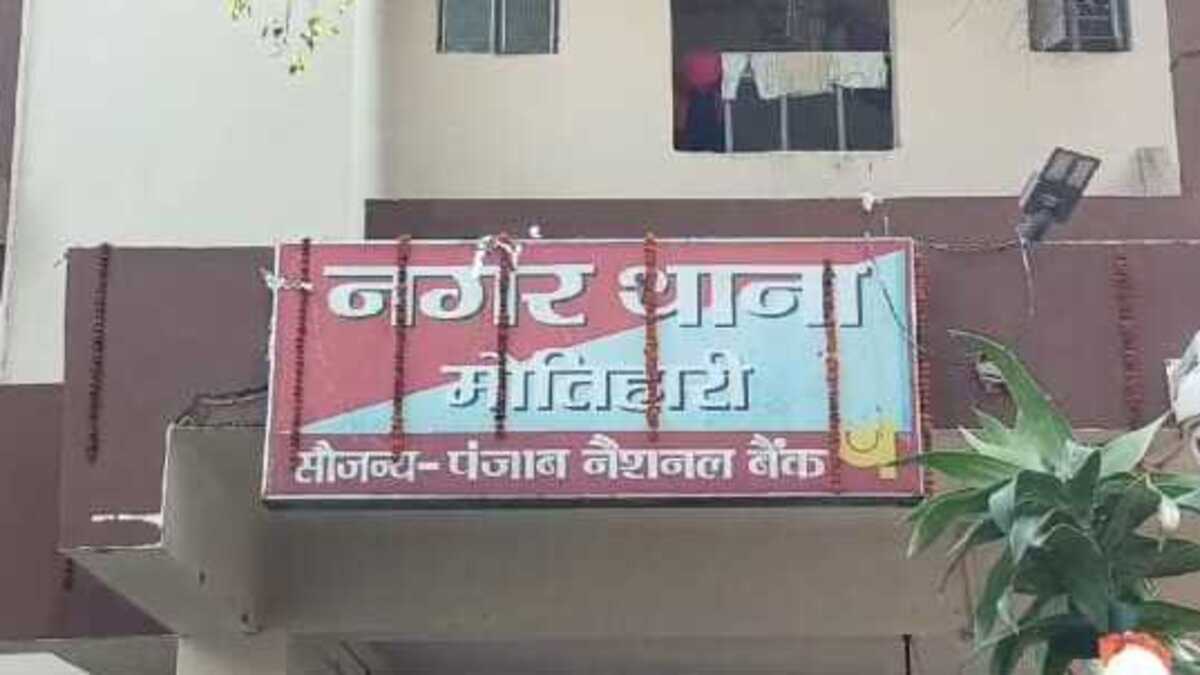 नगर थाना
मोतिहारी
सौजन्य- पंजाब नैशनल बैंक